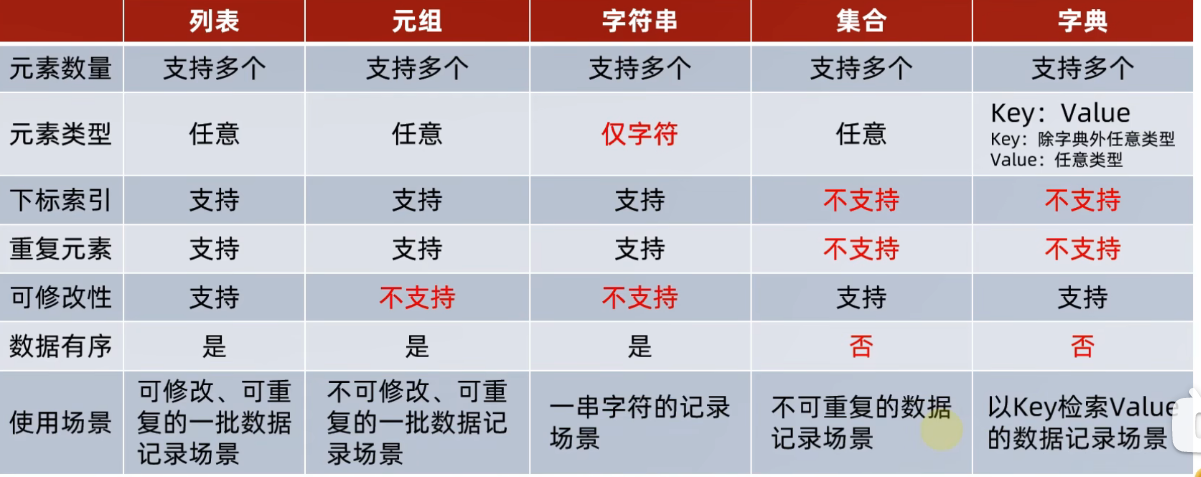 列表 元组 字符串 集合 字典
元素数量 支持多个 支持多个 支持多个 支持多个 支持多个
元素类型 任意 任意 仅字符 任意 Key：Value
Key：除字典外任意类型
Value：任意类型
下标索引 支持 支持 支持 不支持 不支持
重复元素 支持 支持 支持 不支持 不支持
可修改性 支持 不支持 不支持 支持 支持
数据有序 是 是 是 否 否
使用场景
可修改、可重
复的一批数据
记录场景
不可修改、可重
复的一批数据记
录场景
一串字符的记录
场景
不可重复的数据
记录场景
以Key检索Value
的数据记录场景